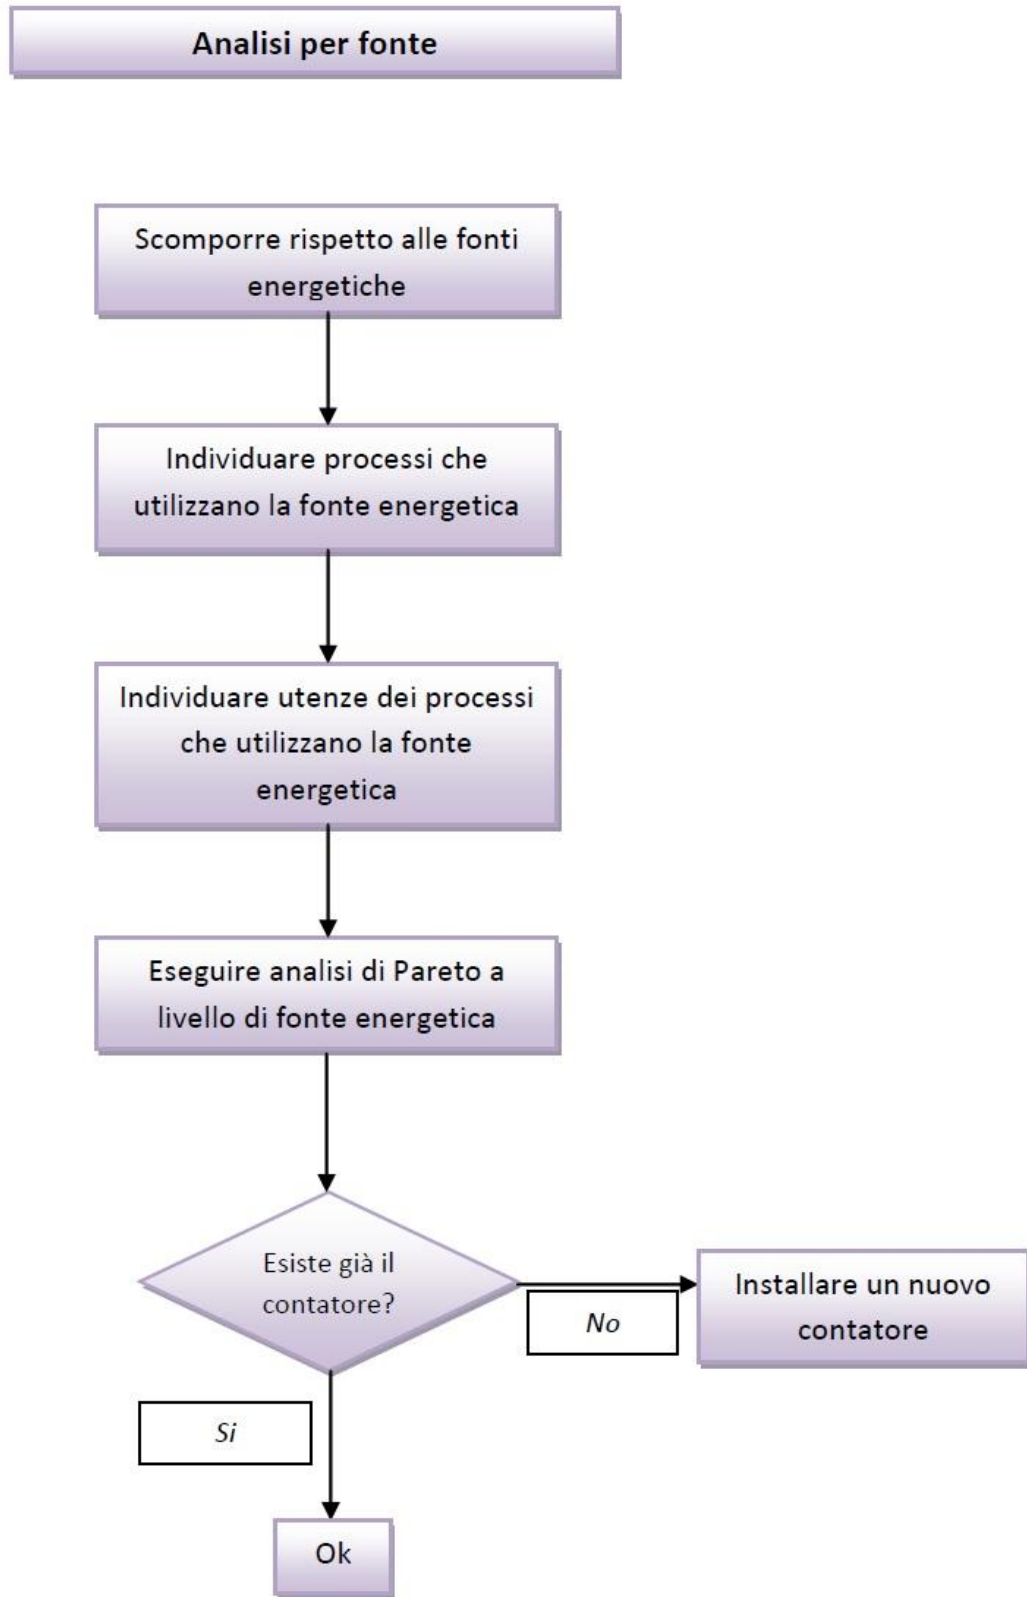 Analisi per fonte
Scomporre rispetto alle fonti
energetiche
Individuare processi che
utilizzano la fonte energetica
Individuare utenze dei processi
che utilizzano la fonte
energetica
Eseguire analisi di Pareto a
livello di fonte energetica
Esiste già il
contatore?
No
Installare un nuovo
contatore
Si
Ok